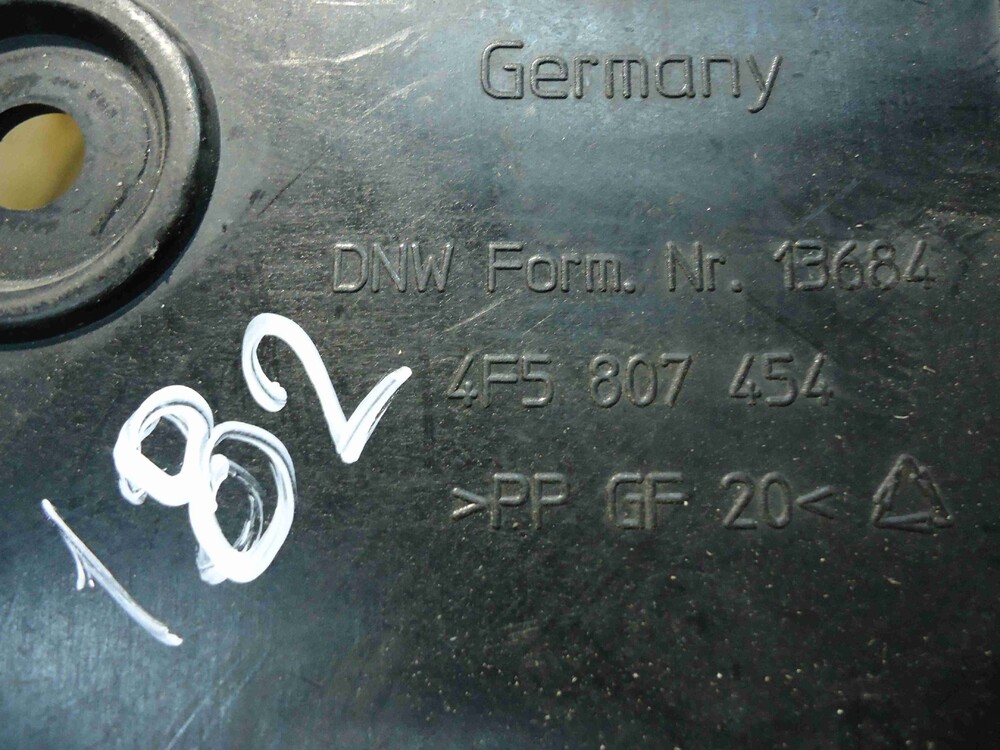 Germany
DNW Form. Nr. 13684
4F5 807 454
>PP GF 20<
182